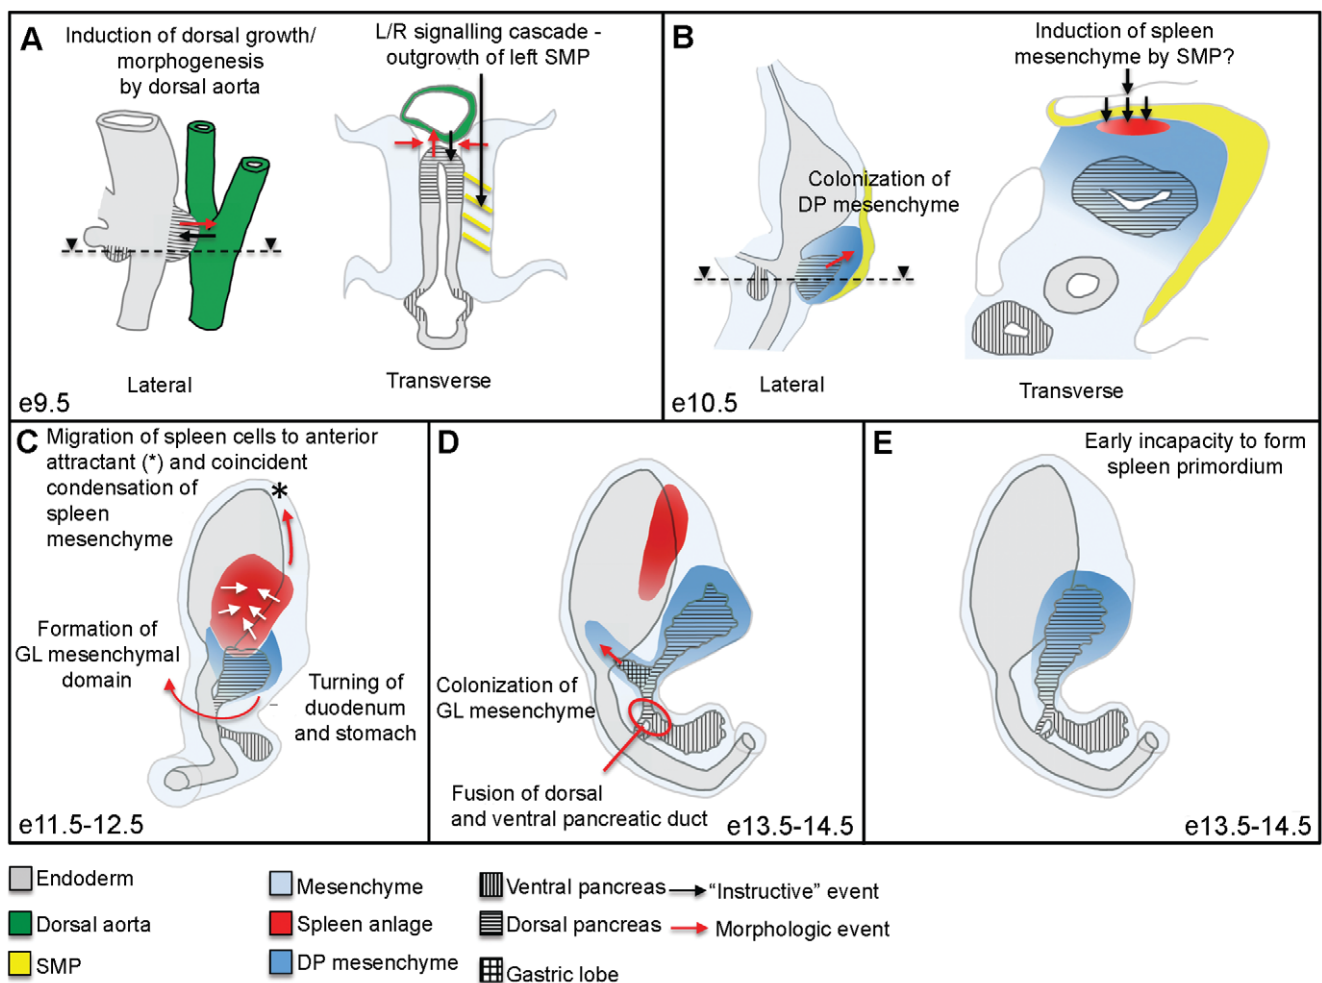 A
Induction of dorsal growth/
morphogenesis
by dorsal aorta
L/R signalling cascade -
outgrowth of left SMP
Lateral
Transverse
e9.5
B
Induction of spleen
mesenchyme by SMP?
Colonization of
DP mesenchyme
Lateral
Transverse
e10.5
C
Migration of spleen cells to anterior
attractant (*) and coincident
condensation of
spleen
mesenchyme
*
Formation of
GL mesenchymal
domain
Turning of
duodenum
and stomach
e11.5-12.5
D
Colonization of
GL mesenchyme
Fusion of dorsal
and ventral pancreatic duct
e13.5-14.5
E
Early incapacity to form
spleen primordium
e13.5-14.5
Endoderm
Dorsal aorta
SMP
Mesenchyme
Spleen anlage
DP mesenchyme
Ventral pancreas
Dorsal pancreas
Gastric lobe
“Instructive” event
Morphologic event